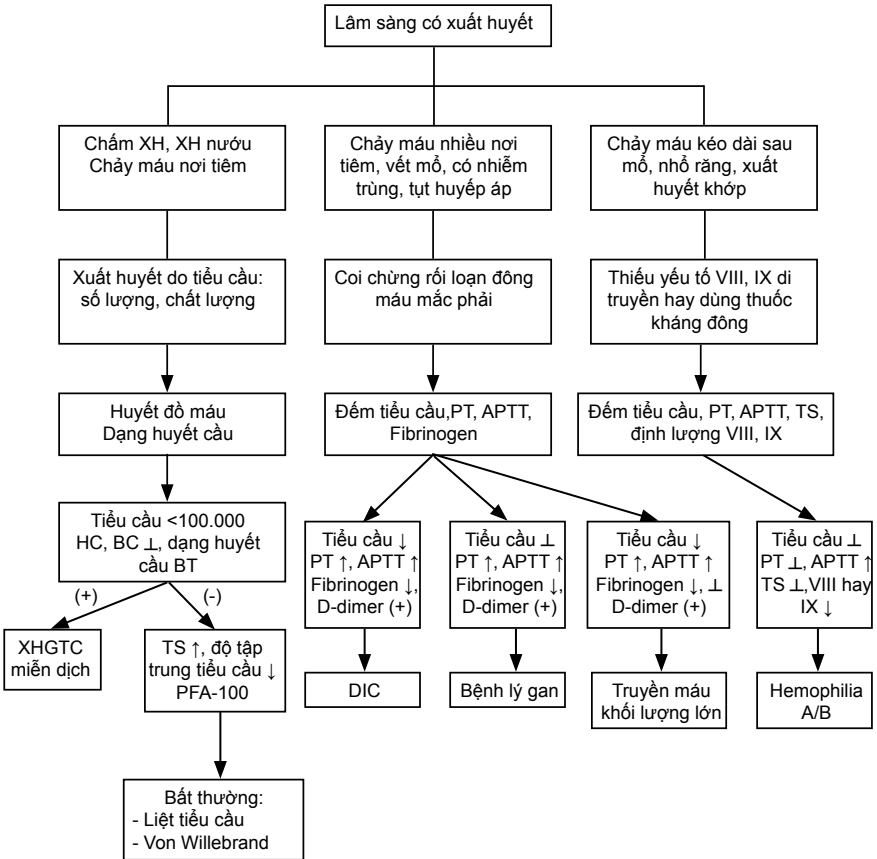 Lâm sàng có xuất huyết
Chấm XH, XH nướu
Chảy máu nơi tiêm
Chảy máu nhiều nơi
tiêm, vết mổ, có nhiễm
trùng, tụt huyếp áp
Chảy máu kéo dài sau
mổ, nhổ răng, xuất
huyết khớp
Xuất huyết do tiểu cầu:
số lượng, chất lượng
Coi chừng rối loạn đông
máu mắc phải
Thiếu yếu tố VIII, IX di
truyền hay dùng thuốc
kháng đông
Huyết đồ máu
Dạng huyết cầu
Đếm tiểu cầu,PT, APTT,
Fibrinogen
Đếm tiểu cầu, PT, APTT, TS,
định lượng VIII, IX
Tiểu cầu <100.000
HC, BC ⊥, dạng huyết
cầu BT
Tiểu cầu ↓
PT ↑, APTT ↑
Fibrinogen ↓,
D-dimer (+)
Tiểu cầu ⊥
PT ↑, APTT ↑
Fibrinogen ↓,
D-dimer (+)
Tiểu cầu ↓
PT ↑, APTT ↑
Fibrinogen ↓, ⊥
D-dimer (+)
Tiểu cầu ⊥
PT ⊥, APTT ↑
TS ⊥,VIII hay
IX ↓
(+)
(-)
XHGTC
miễn dịch
TS ↑, độ tập
trung tiểu cầu ↓
PFA-100
DIC
Bệnh lý gan
Truyền máu
khối lượng lớn
Hemophilia
A/B
Bất thường:
- Liệt tiểu cầu
- Von Willebrand